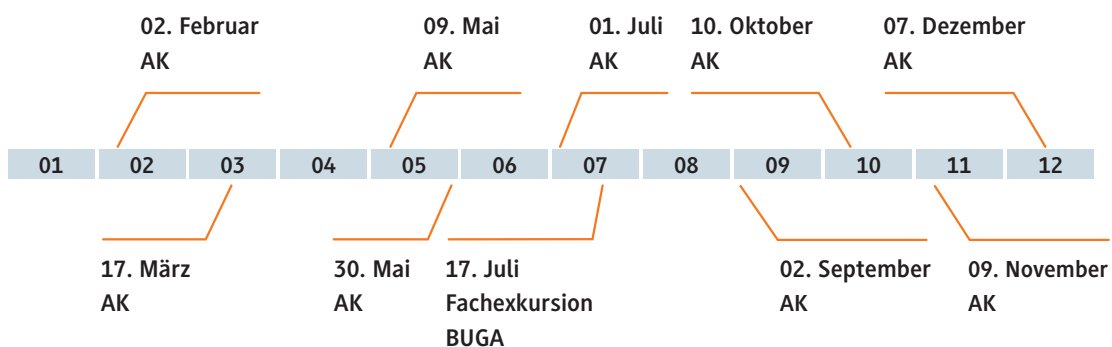 02. Februar
AK
09. Mai
AK
01. Juli
AK
10. Oktober
AK
07. Dezember
AK
01 02 03 04 05 06 07 08 09 10 11 12
17. März
AK
30. Mai
AK
17. Juli
Fachexkursion
BUGA
02. September
AK
09. November
AK